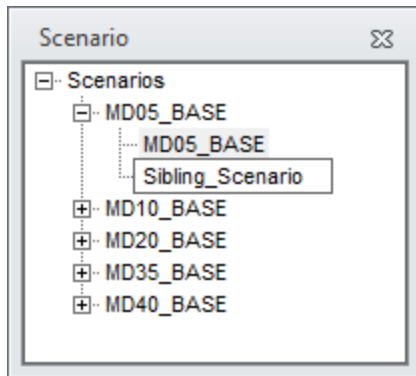 Scenario
Scenarios
MD05_BASE
MD05_BASE
Sibling_Scenario
MD10_BASE
MD20_BASE
MD35_BASE
MD40_BASE